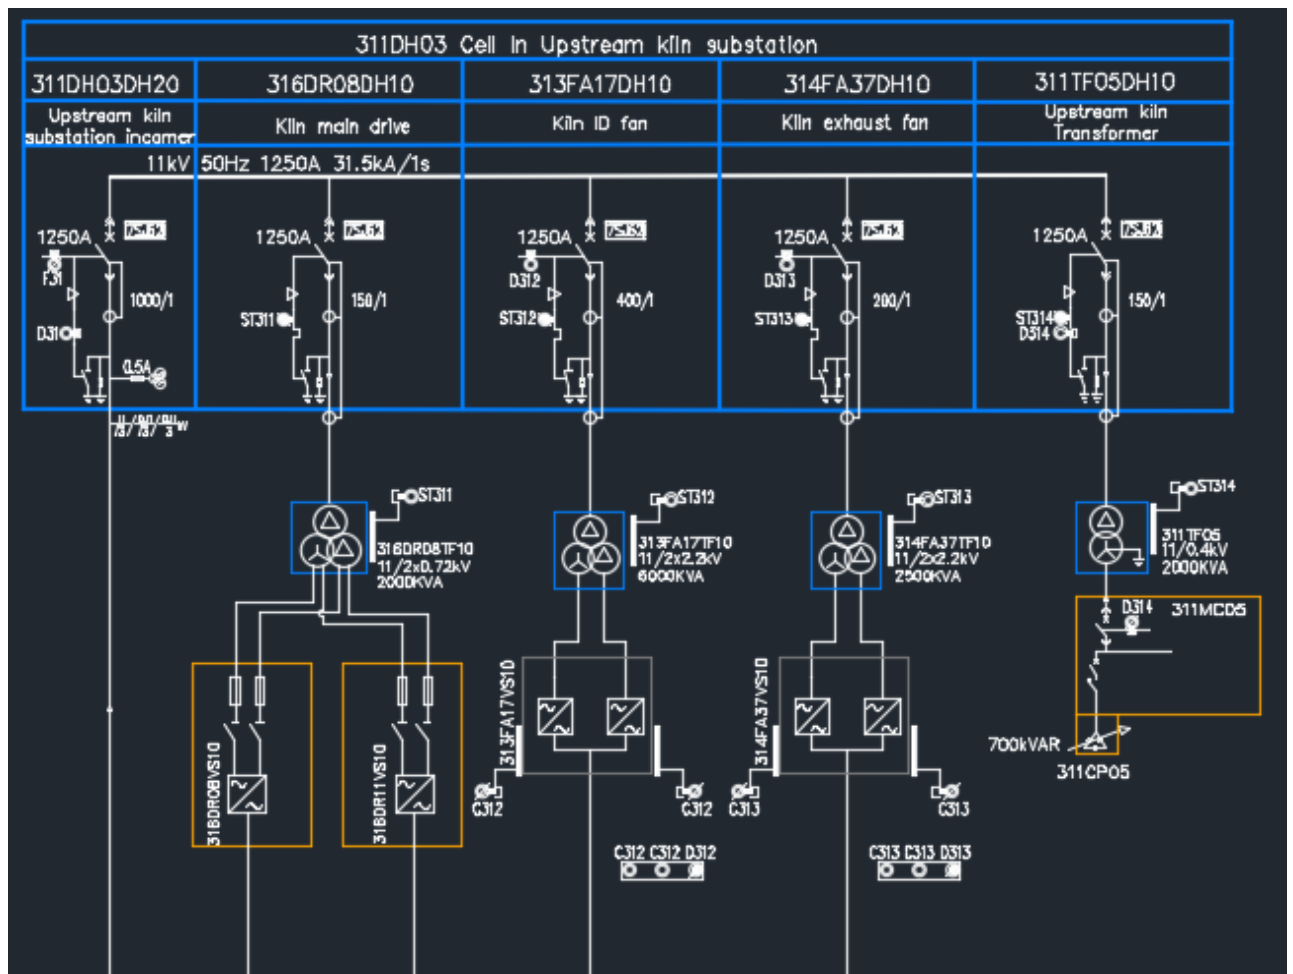 311DH03 Cell in Upstream kiln substation
311DH03DH20
316DR08DH10
313FA17DH10
314FA37DH10
311TF05DH10
Upstream kiln
substation incamer
Kiln main drive
Kiln ID fan
Kiln exhaust fan
Upstream kiln
Transformer
11kV 50Hz 1250A 31.5kA/1s
1250A
1250A
1250A
1250A
1250A
F31
D312
D313
1000/1
150/1
400/1
200/1
150/1
D31
ST311
ST312
ST313
ST314
D314
0.5A
ST311
ST312
ST313
ST314
316DR08TF10
11/2x0.72kV
2000KVA
313FA17TF10
11/2x2.2kV
6000KVA
314FA37TF10
11/2x2.2kV
2500KVA
311TF05
11/0.4kV
2000KVA
D314
311MCD5
316DR08VS10
316DR11VS10
313FA17VS10
314FA37VS10
700kVAR
311CP05
C312
C312
C313
C313
C312 C312 D312
C313 C313 D313